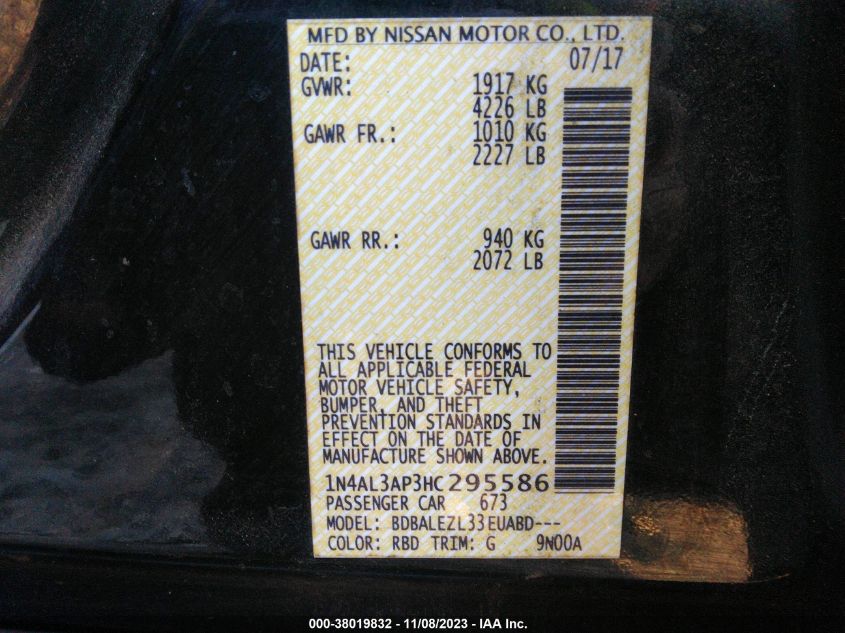 MFD BY NISSAN MOTOR CO., LTD.
DATE: 07/17
GVWR: 1917 KG
4226 LB
GAWR FR.: 1010 KG
2227 LB
GAWR RR.: 940 KG
2072 LB
THIS VEHICLE CONFORMS TO
ALL APPLICABLE FEDERAL
MOTOR VEHICLE SAFETY,
BUMPER, AND THEFT
PREVENTION STANDARDS IN
EFFECT ON THE DATE OF
MANUFACTURE SHOWN ABOVE.
1N4AL3AP3HC295586
PASSENGER CAR 673
MODEL: BDBALEZL33EUABD---
COLOR: RBD TRIM: G 9N00A
000-38019832 - 11/08/2023 - IAA Inc.